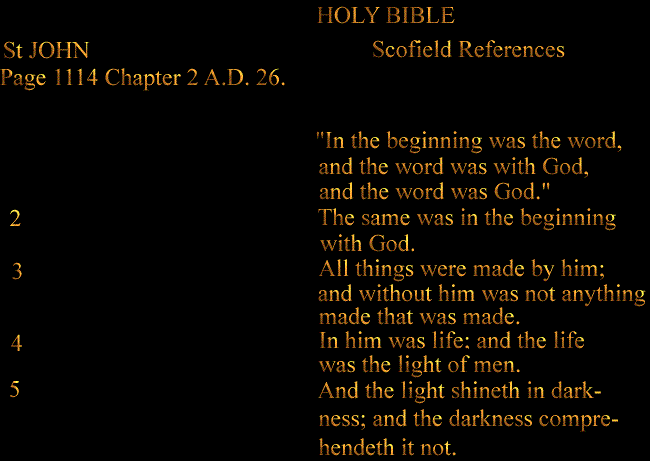 HOLY BIBLE
St JOHN Scofield References
Page 1114 Chapter 2 A.D. 26.
"In the beginning was the word,
and the word was with God,
and the word was God."
2 The same was in the beginning
with God.
3 All things were made by him;
and without him was not anything
made that was made.
4 In him was life; and the life
was the light of men.
5 And the light shineth in dark-
ness; and the darkness compre-
hendeth it not.